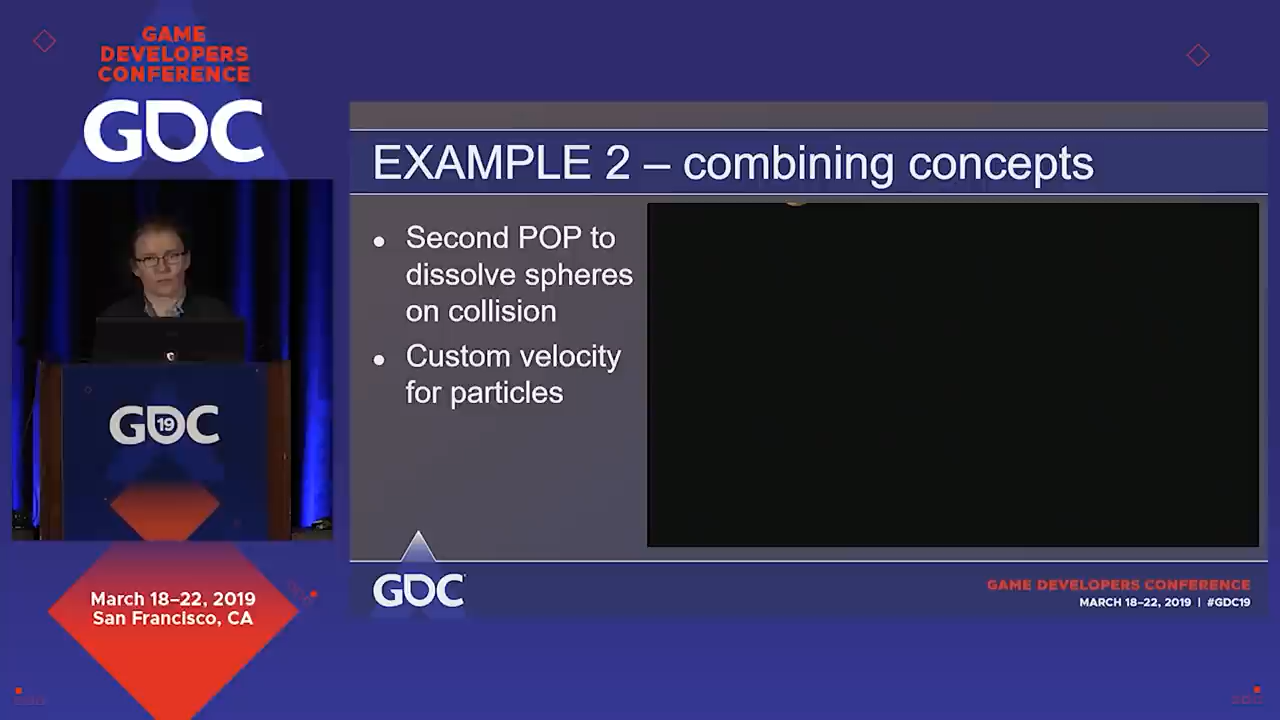 GAME
DEVELOPERS
CONFERENCE
GDC
EXAMPLE 2 – combining concepts
• Second POP to
dissolve spheres
on collision
• Custom velocity
for particles
GDC 19
March 18–22, 2019
San Francisco, CA
GDC
GAME DEVELOPERS CONFERENCE
MARCH 18–22, 2019 | #GDC19